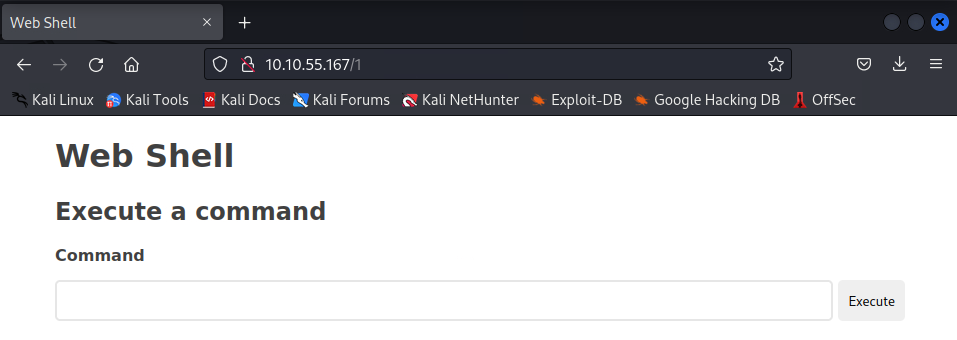 Web Shell
10.10.55.167/1
Kali Linux Kali Tools Kali Docs Kali Forums Kali NetHunter Exploit-DB Google Hacking DB OffSec
Web Shell
Execute a command
Command
Execute